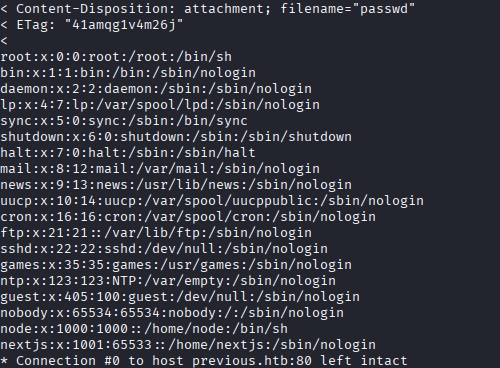 < Content-Disposition: attachment; filename="passwd"
< ETag: "41amqg1v4m26j"
<
root:x:0:0:root:/root:/bin/sh
bin:x:1:1:bin:/bin:/sbin/nologin
daemon:x:2:2:daemon:/sbin:/sbin/nologin
lp:x:4:7:lp:/var/spool/lpd:/sbin/nologin
sync:x:5:0:sync:/sbin:/bin/sync
shutdown:x:6:0:shutdown:/sbin:/sbin/shutdown
halt:x:7:0:halt:/sbin:/sbin/halt
mail:x:8:12:mail:/var/mail:/sbin/nologin
news:x:9:13:news:/usr/lib/news:/sbin/nologin
uucp:x:10:14:uucp:/var/spool/uucppublic:/sbin/nologin
cron:x:16:16:cron:/var/spool/cron:/sbin/nologin
ftp:x:21:21::/var/lib/ftp:/sbin/nologin
sshd:x:22:22:sshd:/dev/null:/sbin/nologin
games:x:35:35:games:/usr/games:/sbin/nologin
ntp:x:123:123:NTP:/var/empty:/sbin/nologin
guest:x:405:100:guest:/dev/null:/sbin/nologin
nobody:x:65534:65534:nobody:/:/sbin/nologin
node:x:1000:1000::/home/node:/bin/sh
nextjs:x:1001:65533::/home/nextjs:/sbin/nologin
* Connection #0 to host previous.htb:80 left intact